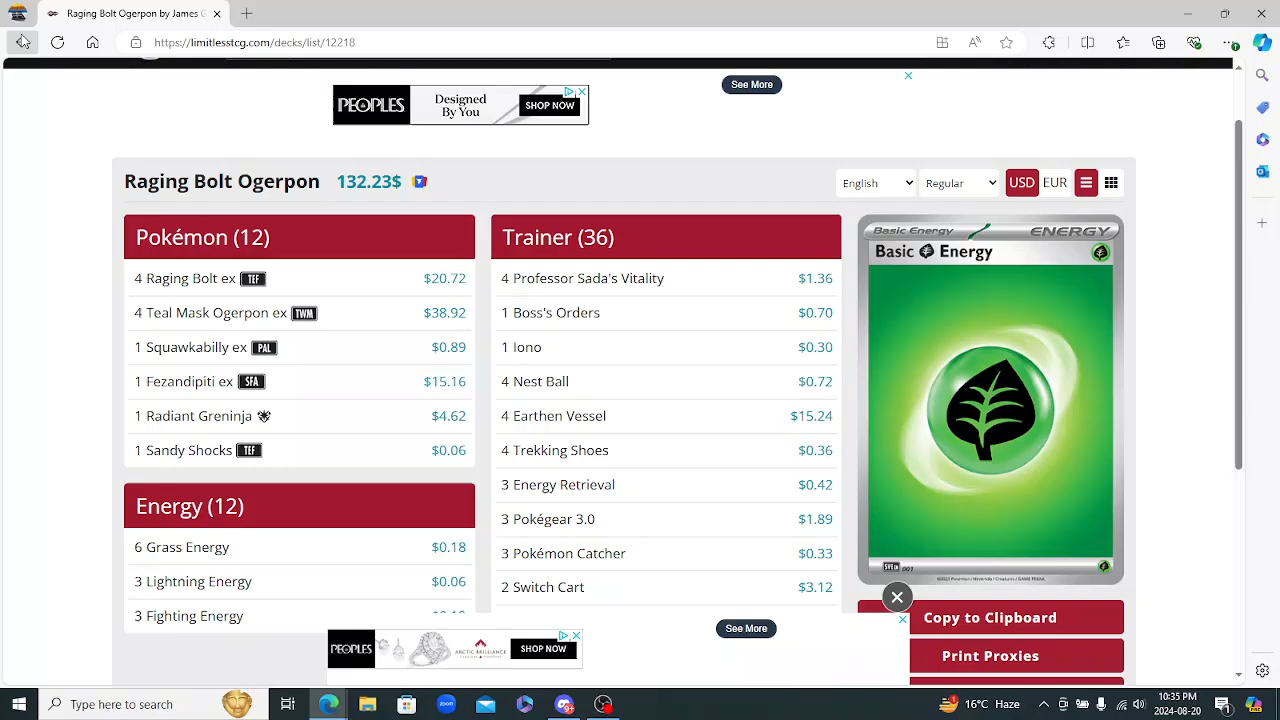 Raging Bolt Ogerpon by James G
https://limitlesstcg.com/decks/list/12218
See More
PEOPLES
Designed
By You
SHOP NOW
Raging Bolt Ogerpon 132.23$
English
Regular
USD EUR
Pokémon (12)
4 Raging Bolt ex TEF $20.72
4 Teal Mask Ogerpon ex TWM $38.92
1 Squawkabilly ex PAL $0.89
1 Fezandipiti ex SFA $15.16
1 Radiant Greninja $4.62
1 Sandy Shocks TEF $0.06
Energy (12)
6 Grass Energy $0.18
3 Lightning Energy $0.06
3 Fighting Energy
Trainer (36)
4 Professor Sada's Vitality $1.36
1 Boss's Orders $0.70
1 Iono $0.30
4 Nest Ball $0.72
4 Earthen Vessel $15.24
4 Trekking Shoes $0.36
3 Energy Retrieval $0.42
3 Pokégear 3.0 $1.89
3 Pokémon Catcher $0.33
2 Switch Cart $3.12
Basic Energy ENERGY
Basic Energy
Copy to Clipboard
Print Proxies
See More
PEOPLES
ARCTIC BRILLIANCE
SHOP NOW
Type here to search
zoom
16°C Haze
10:35 PM
2024-08-20